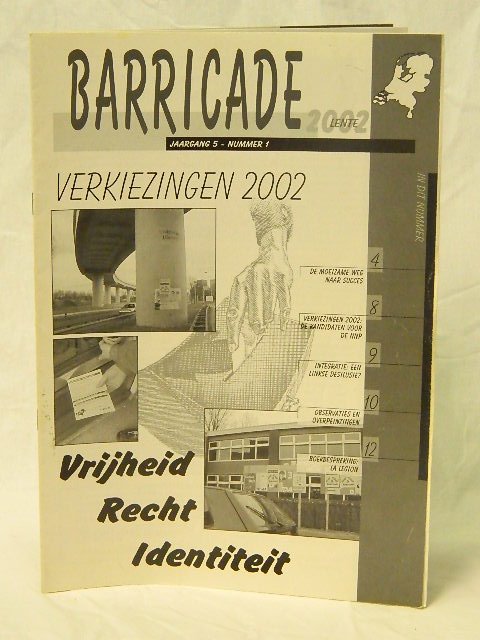 BARRICADE
2002
LENTE
JAARGANG 5 - NUMMER 1
VERKIEZINGEN 2002
IN DIT NUMMER
4
DE MOEIZAME WEG
NAAR SUCCES
8
VERKIEZINGEN 2002:
DE KANDIDATEN VOOR
DE NNP
9
INTEGRATIE: EEN
LINKSE DESILUSIE?
10
OBSERVATIES EN
OVERPEINZINGEN
12
BOEKBESPREKING:
LA LEGION
Vrijheid
Recht
Identiteit